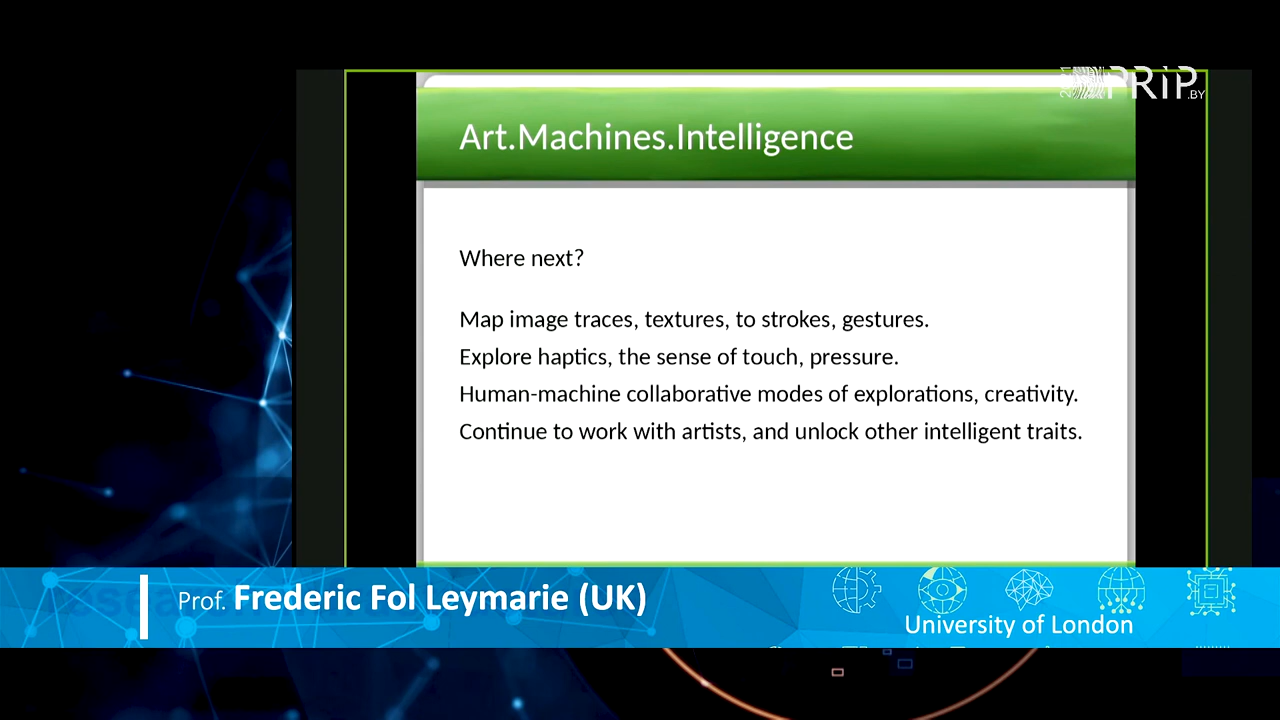 PRIP.BY
Art.Machines.Intelligence
Where next?
Map image traces, textures, to strokes, gestures.
Explore haptics, the sense of touch, pressure.
Human-machine collaborative modes of explorations, creativity.
Continue to work with artists, and unlock other intelligent traits.
Prof. Frederic Fol Leymarie (UK)
University of London